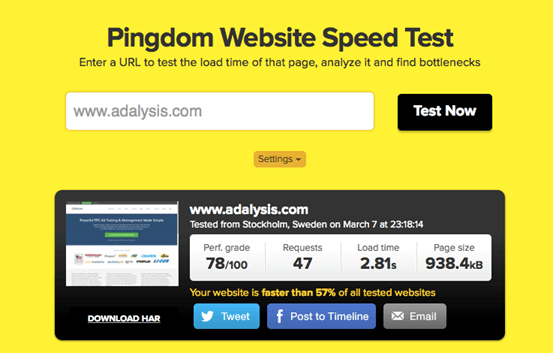 Pingdom Website Speed Test
Enter a URL to test the load time of that page, analyze it and find bottlenecks
www.adalysis.com
Test Now
Settings
www.adalysis.com
Tested from Stockholm, Sweden on March 7 at 23:18:14
Perf. grade Requests Load time Page size
78/100 47 2.81s 938.4kB
Your website is faster than 57% of all tested websites
DOWNLOAD HAR
Tweet Post to Timeline Email